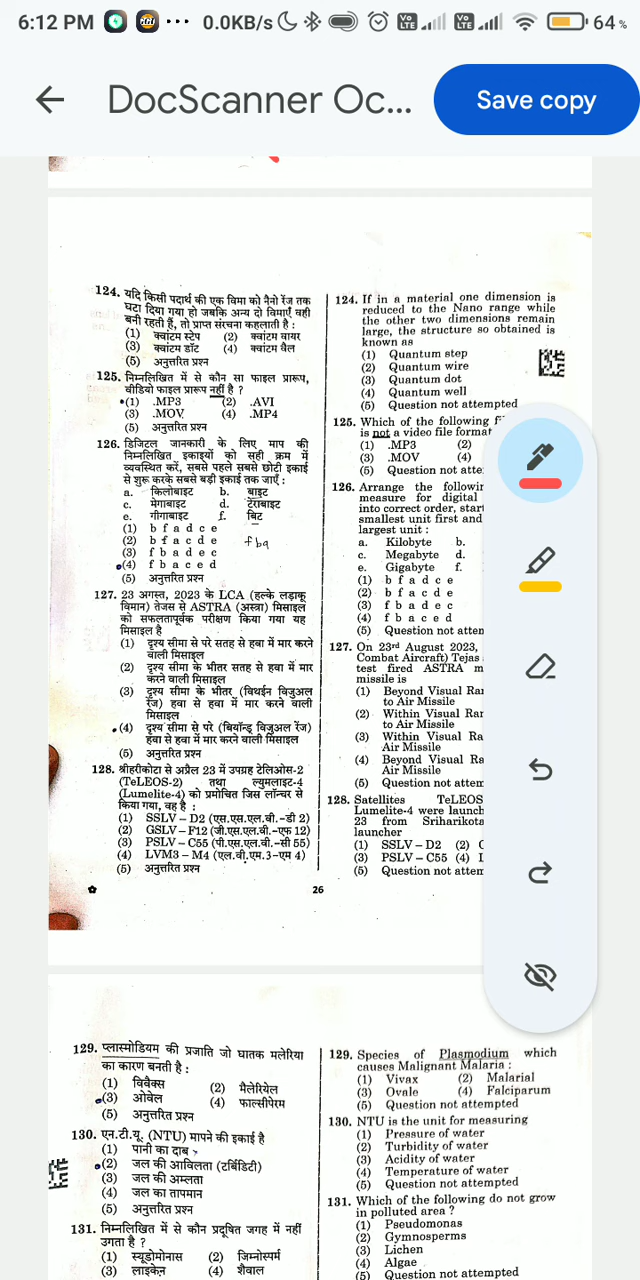 6:12 PM
0.0KB/s
Vo LTE
Vo LTE
64%
DocScanner Oc...
Save copy
124. यदि किसी पदार्थ की एक विमा को नैनो रेंज तक
घटा दिया गया हो जबकि अन्य दो विमाएँ वही
बनी रहती हैं, तो प्राप्त संरचना कहलाती है :
(1) क्वांटम स्टेप (2) क्वांटम वायर
(3) क्वांटम डॉट (4) क्वांटम वैल
(5) अनुत्तरित प्रश्न
125. निम्नलिखित में से कौन सा फाइल प्रारूप,
वीडियो फाइल प्रारूप नहीं है ?
(1) .MP3 (2) .AVI
(3) .MOV (4) .MP4
(5) अनुत्तरित प्रश्न
126. डिजिटल जानकारी के लिए माप की
निम्नलिखित इकाइयों को सही क्रम में
व्यवस्थित करें, सबसे पहले सबसे छोटी इकाई
से शुरू करके सबसे बड़ी इकाई तक जाएँ :
a. किलोबाइट b. बाइट
c. मेगाबाइट d. टेराबाइट
e. गीगाबाइट f. बिट
(1) b f a d c e
(2) b f a c d e
(3) f b a d e c
(4) f b a c e d
(5) अनुत्तरित प्रश्न
127. 23 अगस्त, 2023 के LCA (हल्के लड़ाकू
विमान) तेजस से ASTRA (अस्त्रा) मिसाइल
को सफलतापूर्वक परीक्षण किया गया यह
मिसाइल है
(1) दृश्य सीमा से परे सतह से हवा में मार करने
वाली मिसाइल
(2) दृश्य सीमा के भीतर सतह से हवा में मार
करने वाली मिसाइल
(3) दृश्य सीमा के भीतर (विथईन विजुअल
रेंज) हवा से हवा में मार करने वाली
मिसाइल
(4) दृश्य सीमा से परे (बियॉन्ड विजुअल रेंज)
हवा से हवा में मार करने वाली मिसाइल
(5) अनुत्तरित प्रश्न
128. श्रीहरीकोटा से अप्रैल 23 में उपग्रह टेलिओस-2
(TeLEOS-2) तथा ल्युमलाइट-4
(Lumelite-4) को प्रमोचित जिस लॉन्चर से
किया गया, वह है :
(1) SSLV – D2 (एस.एस.एल.वी.-डी 2)
(2) GSLV – F12 (जी.एस.एल.वी.-एफ 12)
(3) PSLV – C55 (पी.एस.एल.वी.-सी 55)
(4) LVM3 – M4 (एल.वी.एम.3-एम 4)
(5) अनुत्तरित प्रश्न
124. If in a material one dimension is
reduced to the Nano range while
the other two dimensions remain
large, the structure so obtained is
known as
(1) Quantum step
(2) Quantum wire
(3) Quantum dot
(4) Quantum well
(5) Question not attempted
125. Which of the following
is not a video file format
(1) .MP3 (2)
(3) .MOV (4)
(5) Question not atte
126. Arrange the followin
measure for digital
into correct order, start
smallest unit first and
largest unit :
a. Kilobyte b.
c. Megabyte d.
e. Gigabyte f.
(1) b f a d c e
(2) b f a c d e
(3) f b a d e c
(4) f b a c e d
(5) Question not attem
127. On 23rd August 2023,
Combat Aircraft) Tejas
test fired ASTRA m
missile is
(1) Beyond Visual Ran
to Air Missile
(2) Within Visual Ran
to Air Missile
(3) Within Visual Ra
Air Missile
(4) Beyond Visual Ra
Air Missile
(5) Question not attem
128. Satellites TeLEOS
Lumelite-4 were launch
23 from Sriharikota
launcher
(1) SSLV – D2 (2)
(3) PSLV – C55 (4)
(5) Question not attem
26
129. प्लास्मोडियम की प्रजाति जो घातक मलेरिया
का कारण बनती है :
(1) विवैक्स (2) मैलेरियेल
(3) ओवेल (4) फाल्सीपेरम
(5) अनुत्तरित प्रश्न
130. एन.टी.यू. (NTU) मापने की इकाई है
(1) पानी का दाब
(2) जल की आविलता (टर्बिडिटी)
(3) जल की अम्लता
(4) जल का तापमान
(5) अनुत्तरित प्रश्न
131. निम्नलिखित में से कौन प्रदूषित जगह में नहीं
उगता है ?
(1) स्यूडोमोनास (2) जिम्नोस्पर्म
(3) लाइकेन (4) शैवाल
129. Species of Plasmodium which
causes Malignant Malaria :
(1) Vivax (2) Malarial
(3) Ovale (4) Falciparum
(5) Question not attempted
130. NTU is the unit for measuring
(1) Pressure of water
(2) Turbidity of water
(3) Acidity of water
(4) Temperature of water
(5) Question not attempted
131. Which of the following do not grow
in polluted area ?
(1) Pseudomonas
(2) Gymnosperms
(3) Lichen
(4) Algae
(5) Question not attempted